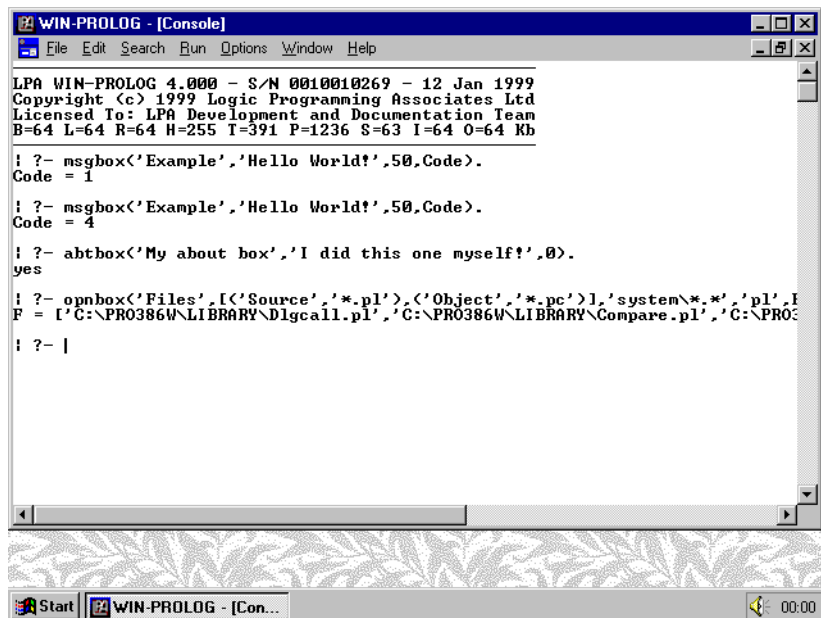 WIN-PROLOG - [Console]
File Edit Search Run Options Window Help
LPA WIN-PROLOG 4.000 - S/N 0010010269 - 12 Jan 1999
Copyright (c) 1999 Logic Programming Associates Ltd
Licensed To: LPA Development and Documentation Team
B=64 L=64 R=64 H=255 T=391 P=1236 S=63 I=64 O=64 Kb
| ?- msgbox('Example','Hello World!',50,Code).
Code = 1
| ?- msgbox('Example','Hello World!',50,Code).
Code = 4
| ?- abtbox('My about box','I did this one myself!',0).
yes
| ?- opnbox('Files',[('Source','*.pl'),('Object','*.pc')],'system\*.*','pl',
F = ['C:\PRO386W\LIBRARY\Dlgcall.pl','C:\PRO386W\LIBRARY\Compare.pl','C:\PRO3
| ?- |
Start WIN-PROLOG - [Con... 00:00